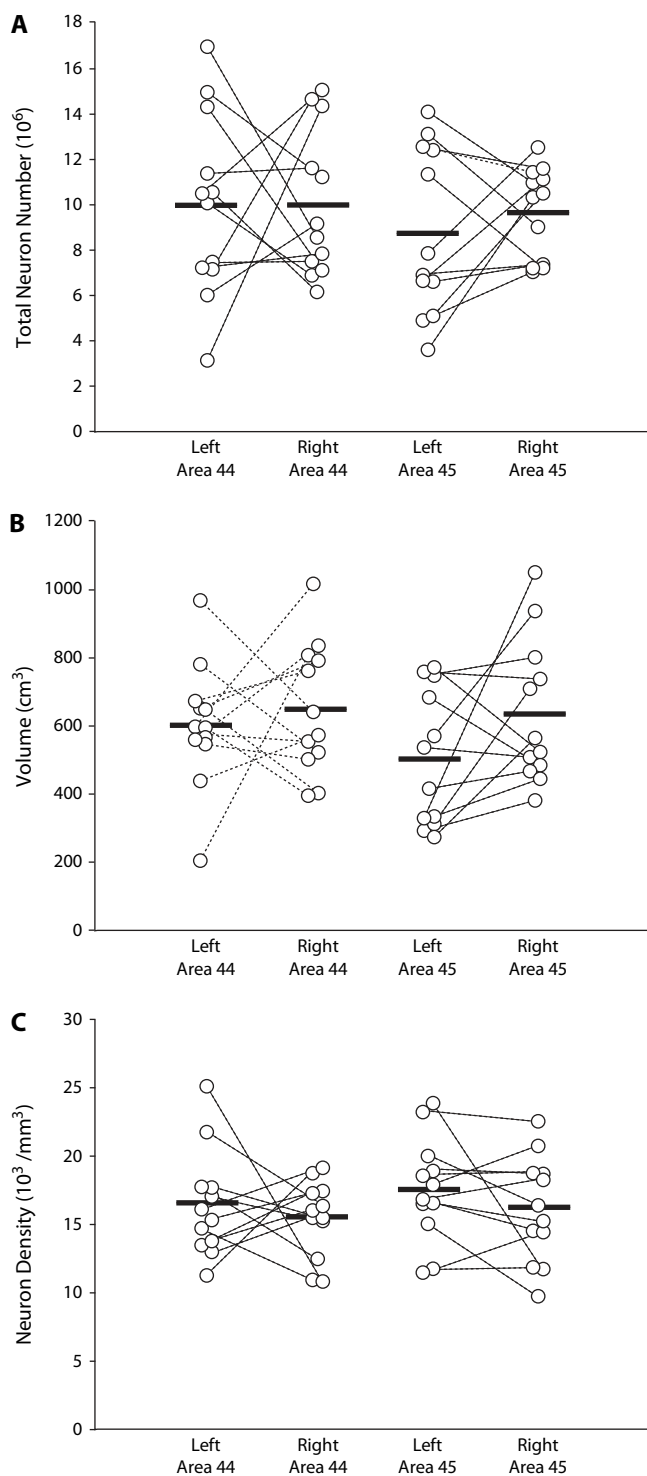 A
18
16
14
12
10
8
6
4
2
0
Total Neuron Number (10⁶)
Left Right Left Right
Area 44 Area 44 Area 45 Area 45
B
1200
1000
800
600
400
200
0
Volume (cm³)
Left Right Left Right
Area 44 Area 44 Area 45 Area 45
C
30
25
20
15
10
5
0
Neuron Density (10³ /mm³)
Left Right Left Right
Area 44 Area 44 Area 45 Area 45